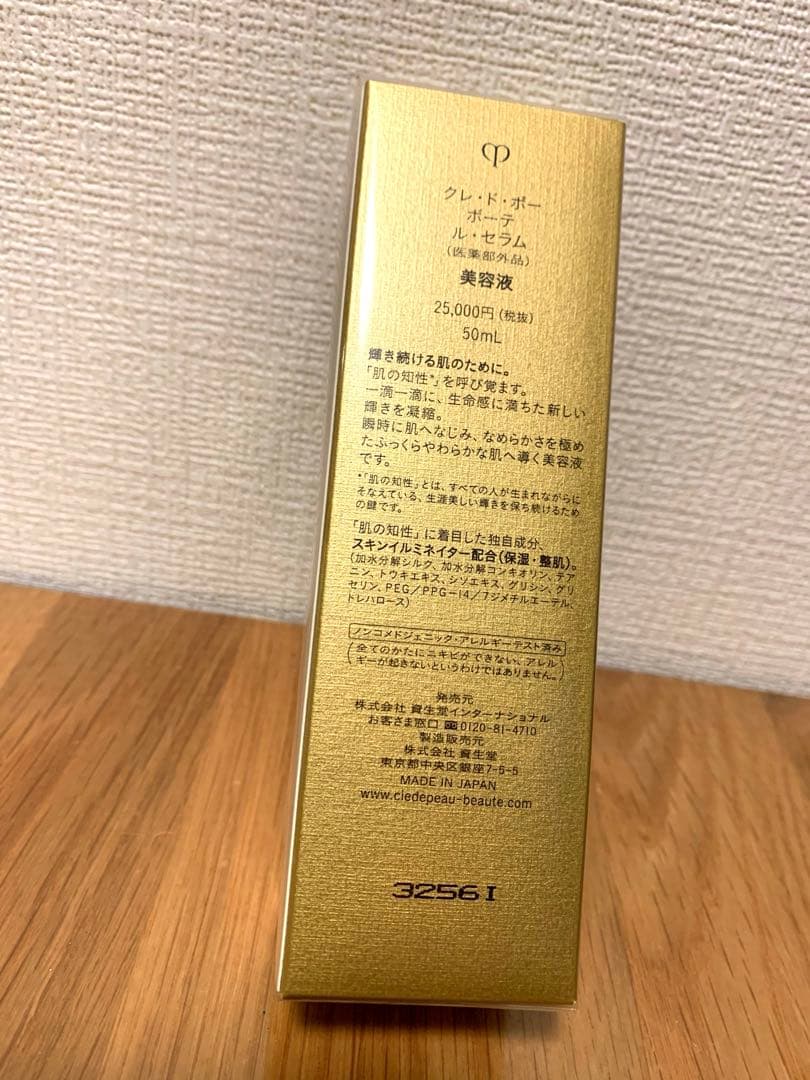 クレ・ド・ポー
ボーテ
ル・セラム
(医薬部外品)
美容液
25,000円(税抜)
50mL
輝き続ける肌のために。
「肌の知性*」を呼び覚ます。
一滴一滴に、生命感に満ちた新しい
輝きを凝縮。
瞬時に肌へなじみ、なめらかさを極め
たふっくらやわらかな肌へ導く美容液
です。
*「肌の知性」とは、すべての人が生まれながらに
そなえている、生涯美しい輝きを保ち続けるため
の鍵です。
「肌の知性」に着目した独自成分、
スキンイルミネイター配合(保湿・整肌)。
(加水分解シルク、加水分解コンキオリン、テア
ニン、トウキエキス、シソエキス、グリシン、グリ
セリン、PEG/PPG-14/7ジメチルエーテル、
トレハロース)
ノンコメドジェニック・アレルギーテスト済み
(全てのかたにニキビができない、アレル
ギーが起きないというわけではありません。)
発売元
株式会社 資生堂インターナショナル
お客さま窓口 0120-81-4710
製造販売元
株式会社 資生堂
東京都中央区銀座7-5-5
MADE IN JAPAN
www.cledepeau-beaute.com
3256I